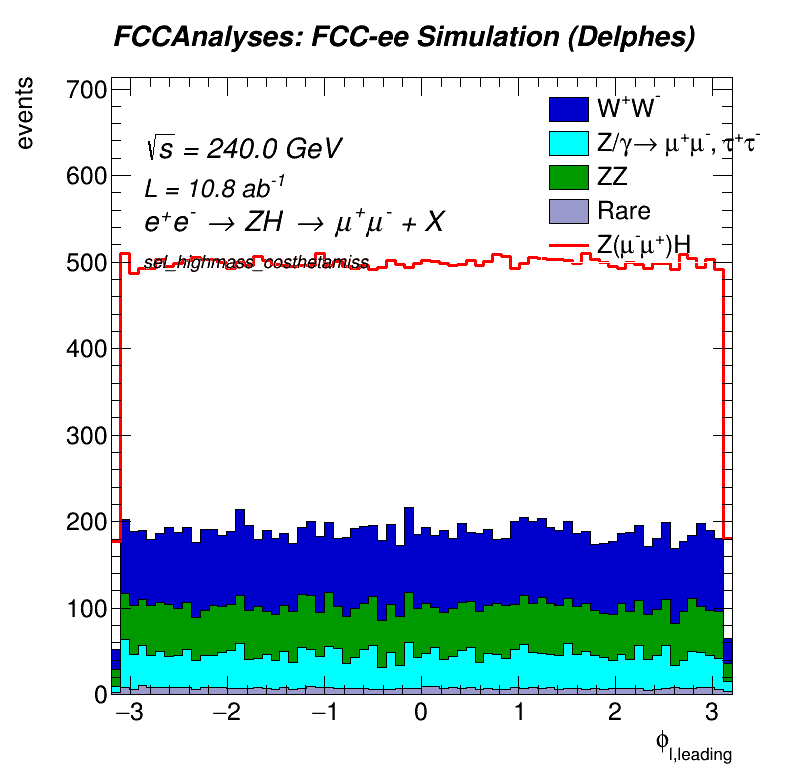 FCCAnalyses: FCC-ee Simulation (Delphes)
events
700
600
500
400
300
200
100
0
√s = 240.0 GeV
L = 10.8 ab⁻¹
e⁺e⁻ → ZH → μ⁺μ⁻ + X
sel_highmass_costhetamiss
W⁺W⁻
Z/γ→ μ⁺μ⁻, τ⁺τ⁻
ZZ
Rare
Z(μ⁻μ⁺)H
−3 −2 −1 0 1 2 3
ϕl,leading